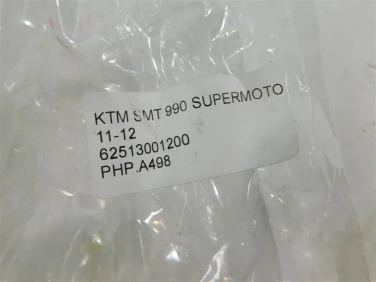 KTM SMT 990 SUPERMOTO
11-12
62513001200
PHP.A498